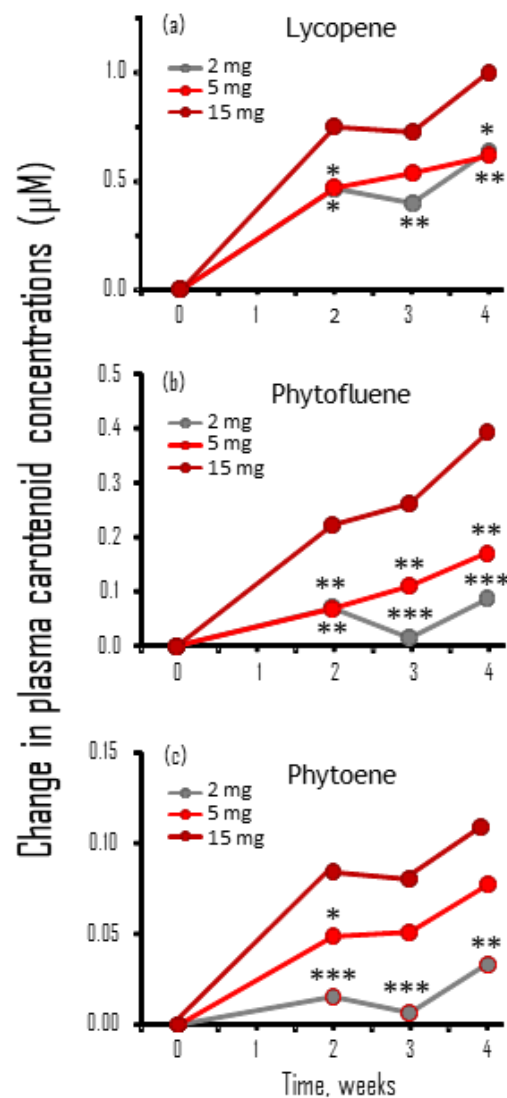 Change in plasma carotenoid concentrations (µM)
(a) Lycopene
2 mg
5 mg
15 mg
1.0
0.5
0.0
* * ** * **
0 1 2 3 4
(b) Phytofluene
2 mg
5 mg
15 mg
0.5
0.4
0.3
0.2
0.1
0.0
** ** ** *** ** ***
0 1 2 3 4
(c) Phytoene
2 mg
5 mg
15 mg
0.15
0.10
0.05
0.00
* *** *** **
0 1 2 3 4
Time, weeks